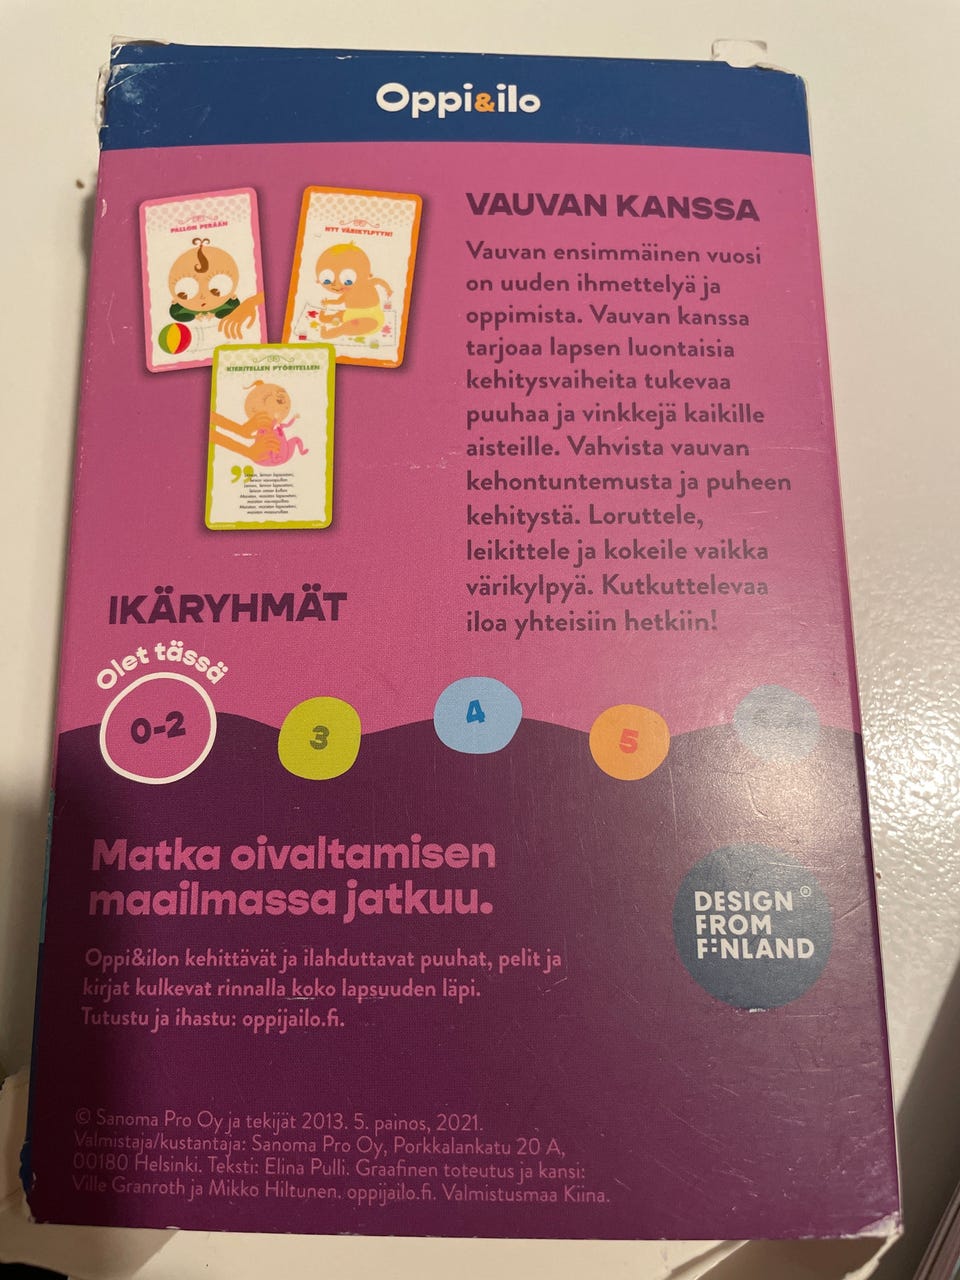 Oppi&ilo
PALLON PERÄÄN
NYT VÄRIKYLPYYN!
KIERITELLEN PYÖRITELLEN
VAUVAN KANSSA
Vauvan ensimmäinen vuosi
on uuden ihmettelyä ja
oppimista. Vauvan kanssa
tarjoaa lapsen luontaisia
kehitysvaiheita tukevaa
puuhaa ja vinkkejä kaikille
aisteille. Vahvista vauvan
kehontuntemusta ja puheen
kehitystä. Loruttele,
leikittele ja kokeile vaikka
värikylpyä. Kutkuttelevaa
iloa yhteisiin hetkiin!
IKÄRYHMÄT
Olet tässä
0-2
3
4
5
Matka oivaltamisen
maailmassa jatkuu.
Oppi&ilon kehittävät ja ilahduttavat puuhat, pelit ja
kirjat kulkevat rinnalla koko lapsuuden läpi.
Tutustu ja ihastu: oppijailo.fi.
DESIGN ®
FROM
FINLAND
© Sanoma Pro Oy ja tekijät 2013. 5. painos, 2021.
Valmistaja/kustantaja: Sanoma Pro Oy, Porkkalankatu 20 A,
00180 Helsinki. Teksti: Elina Pulli. Graafinen toteutus ja kansi:
Ville Granroth ja Mikko Hiltunen. oppijailo.fi. Valmistusmaa Kiina.